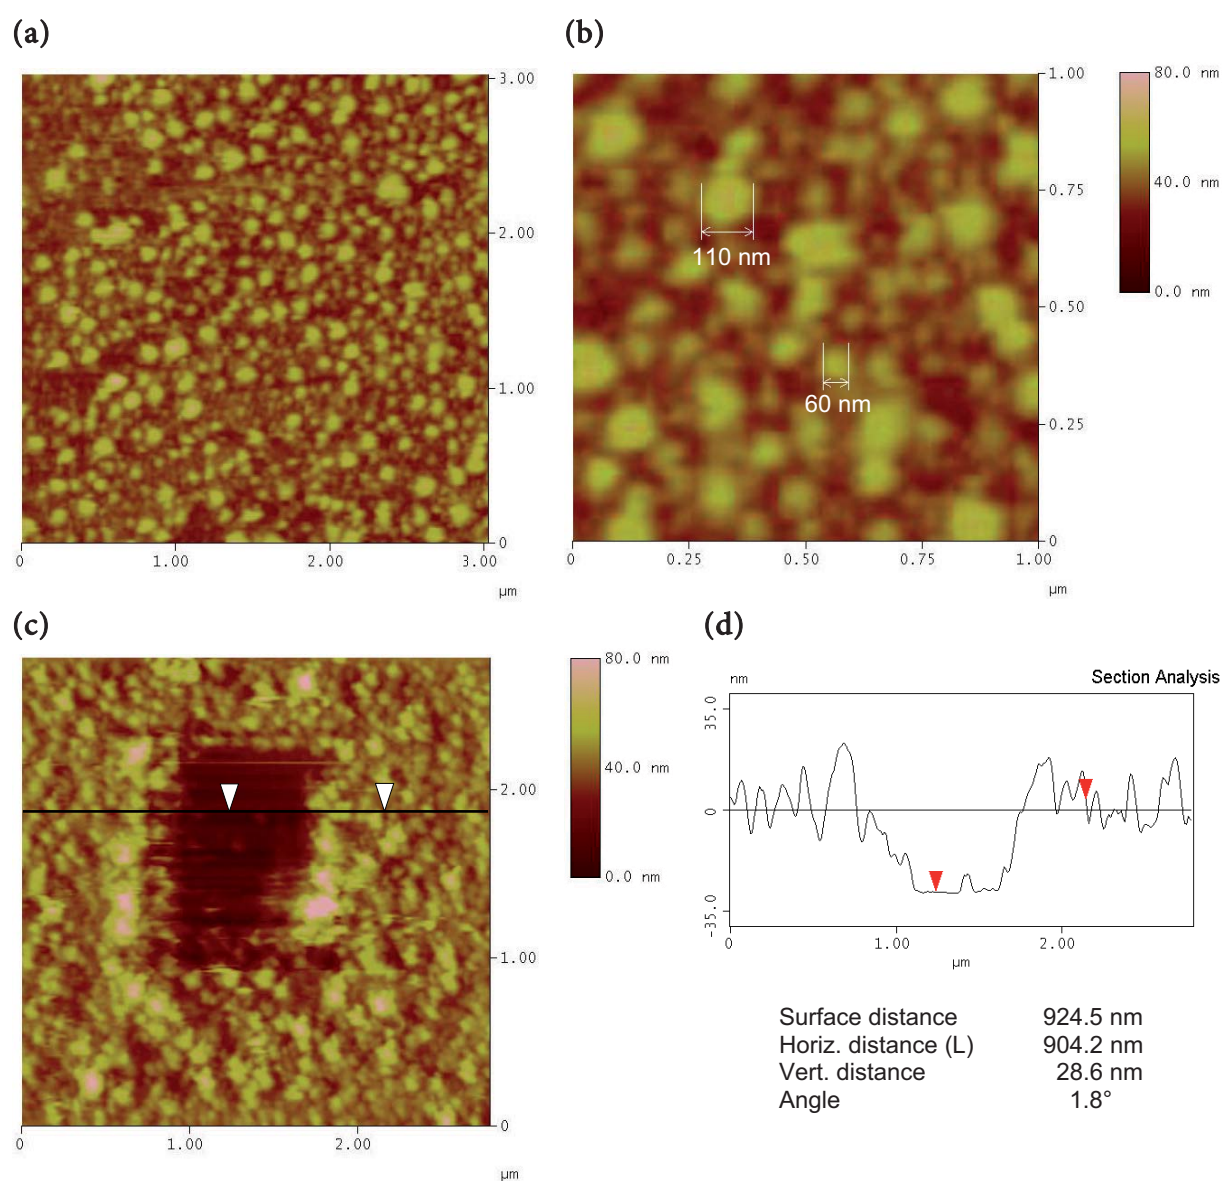 (a)
3.00
2.00
1.00
0
0 1.00 2.00 3.00
µm
(b)
1.00
0.75
0.50
0.25
0
110 nm
60 nm
0 0.25 0.50 0.75 1.00
µm
80.0 nm
40.0 nm
0.0 nm
(c)
2.00
1.00
0
0 1.00 2.00
µm
80.0 nm
40.0 nm
0.0 nm
(d)
nm
Section Analysis
35.0
0
-35.0
0 1.00 2.00
µm
Surface distance 924.5 nm
Horiz. distance (L) 904.2 nm
Vert. distance 28.6 nm
Angle 1.8°